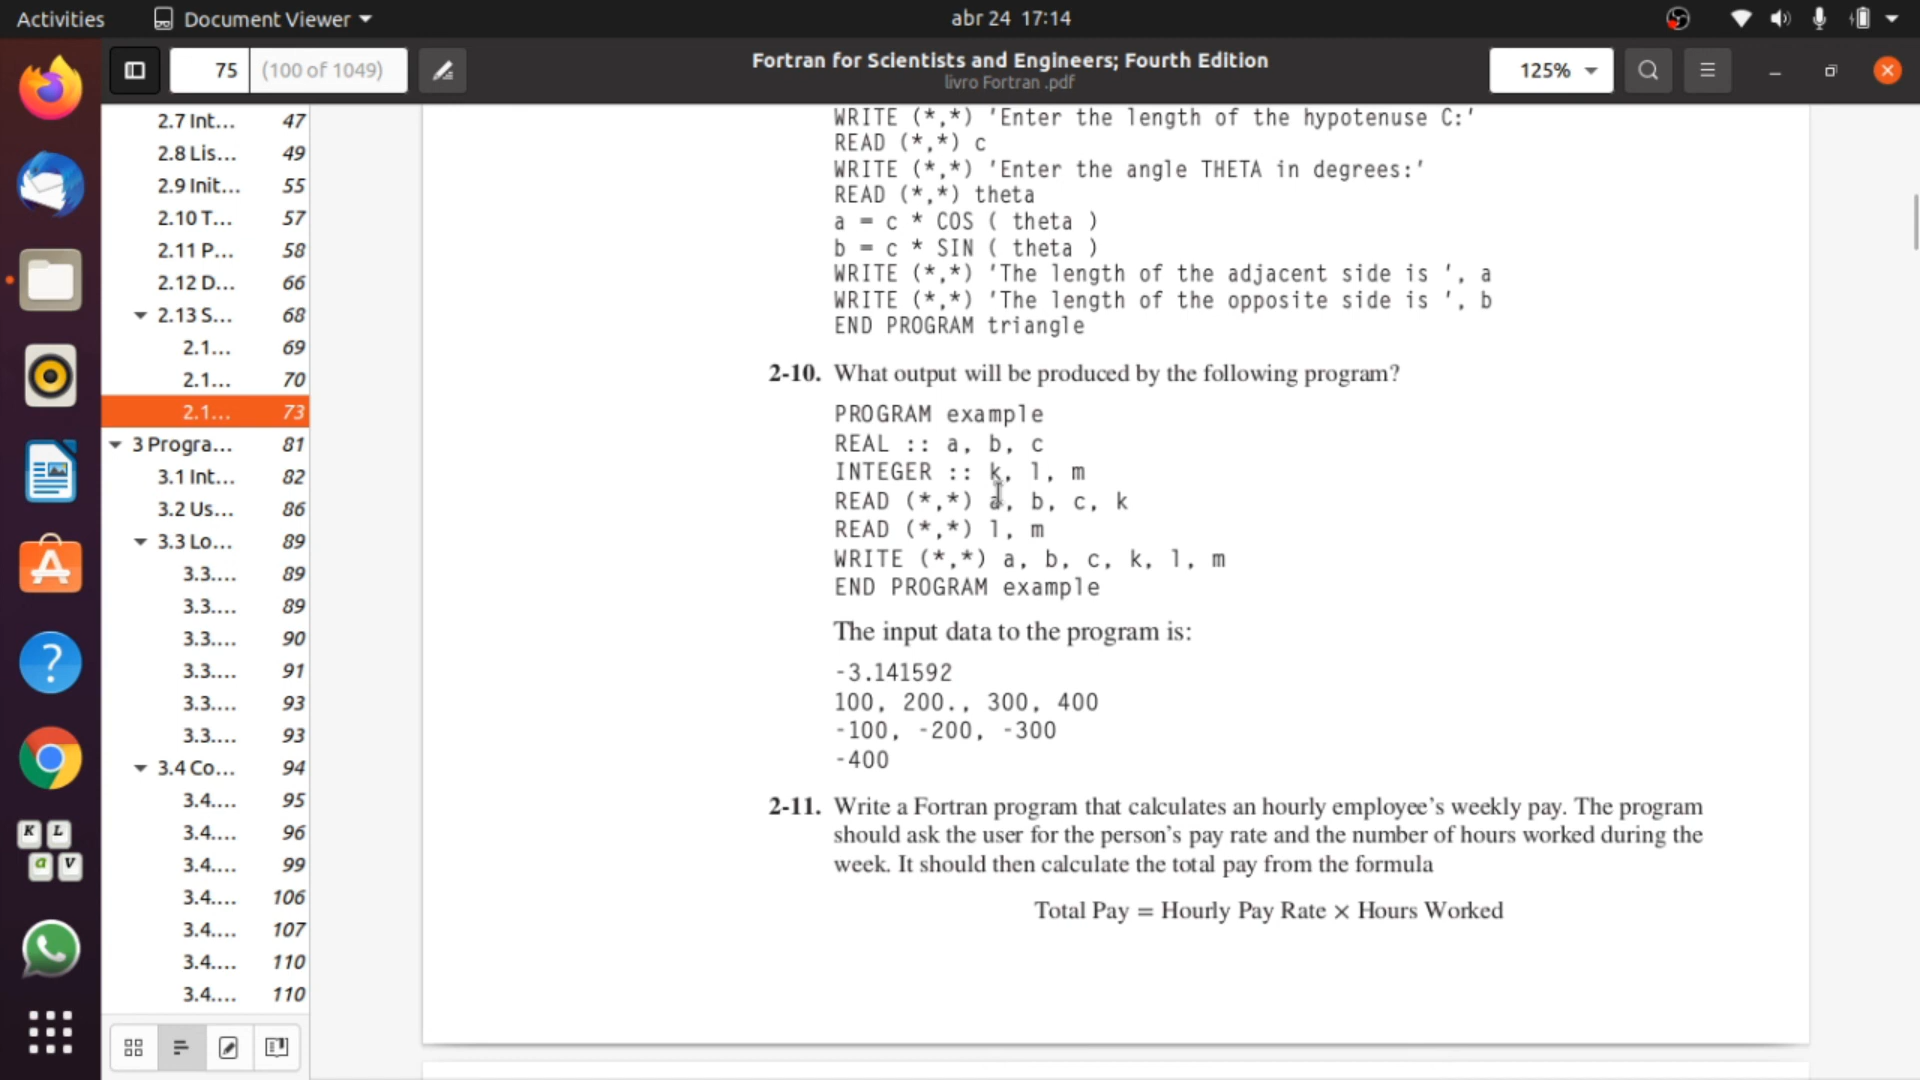 Activities
Document Viewer
abr 24 17:14
75
(100 of 1049)
Fortran for Scientists and Engineers; Fourth Edition
livro Fortran .pdf
125%
2.7 Int... 47
2.8 Lis... 49
2.9 Init... 55
2.10 T... 57
2.11 P... 58
2.12 D... 66
2.13 S... 68
2.1... 69
2.1... 70
2.1... 73
3 Progra... 81
3.1 Int... 82
3.2 Us... 86
3.3 Lo... 89
3.3.... 89
3.3.... 89
3.3.... 90
3.3.... 91
3.3.... 93
3.3.... 93
3.4 Co... 94
3.4.... 95
3.4.... 96
3.4.... 99
3.4.... 106
3.4.... 107
3.4.... 110
3.4.... 110
K L
a V
WRITE (*,*) 'Enter the length of the hypotenuse C:'
READ (*,*) c
WRITE (*,*) 'Enter the angle THETA in degrees:'
READ (*,*) theta
a = c * COS ( theta )
b = c * SIN ( theta )
WRITE (*,*) 'The length of the adjacent side is ', a
WRITE (*,*) 'The length of the opposite side is ', b
END PROGRAM triangle
2-10. What output will be produced by the following program?
PROGRAM example
REAL :: a, b, c
INTEGER :: k, l, m
READ (*,*) a, b, c, k
READ (*,*) l, m
WRITE (*,*) a, b, c, k, l, m
END PROGRAM example
The input data to the program is:
-3.141592
100, 200., 300, 400
-100, -200, -300
-400
2-11. Write a Fortran program that calculates an hourly employee's weekly pay. The program
should ask the user for the person's pay rate and the number of hours worked during the
week. It should then calculate the total pay from the formula
Total Pay = Hourly Pay Rate × Hours Worked